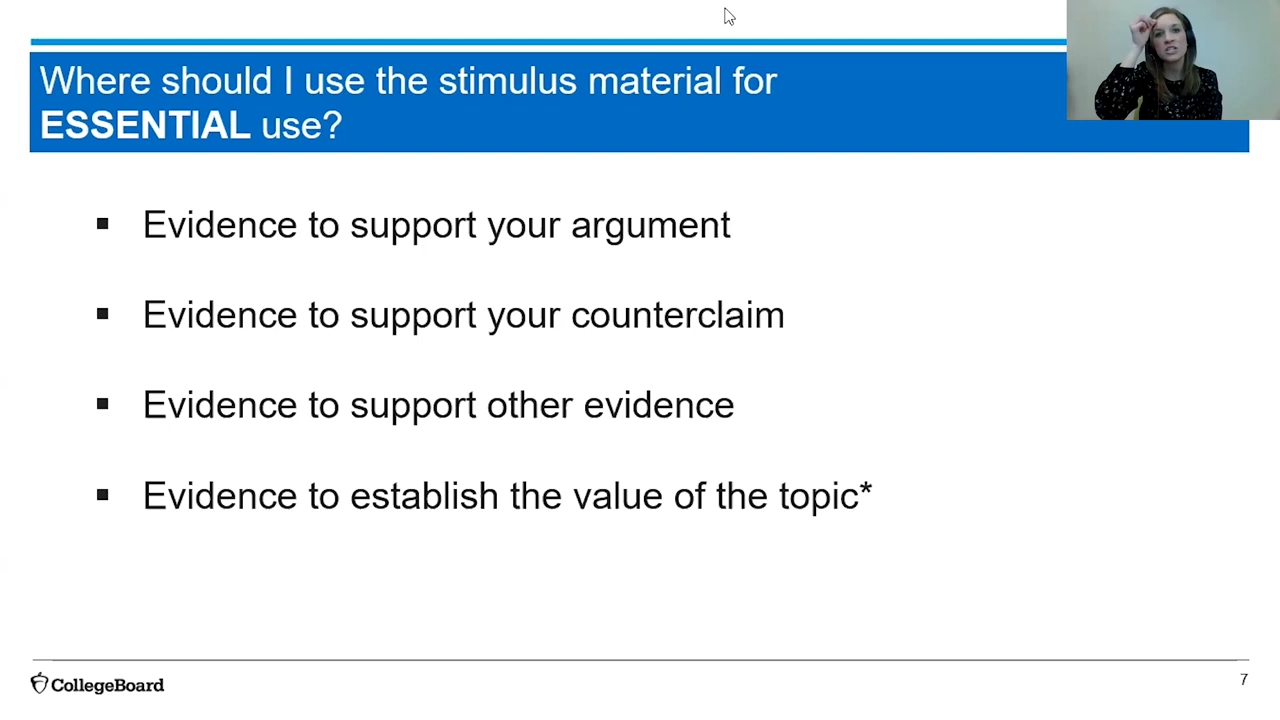 Where should I use the stimulus material for
ESSENTIAL use?
▪ Evidence to support your argument
▪ Evidence to support your counterclaim
▪ Evidence to support other evidence
▪ Evidence to establish the value of the topic*
CollegeBoard
7